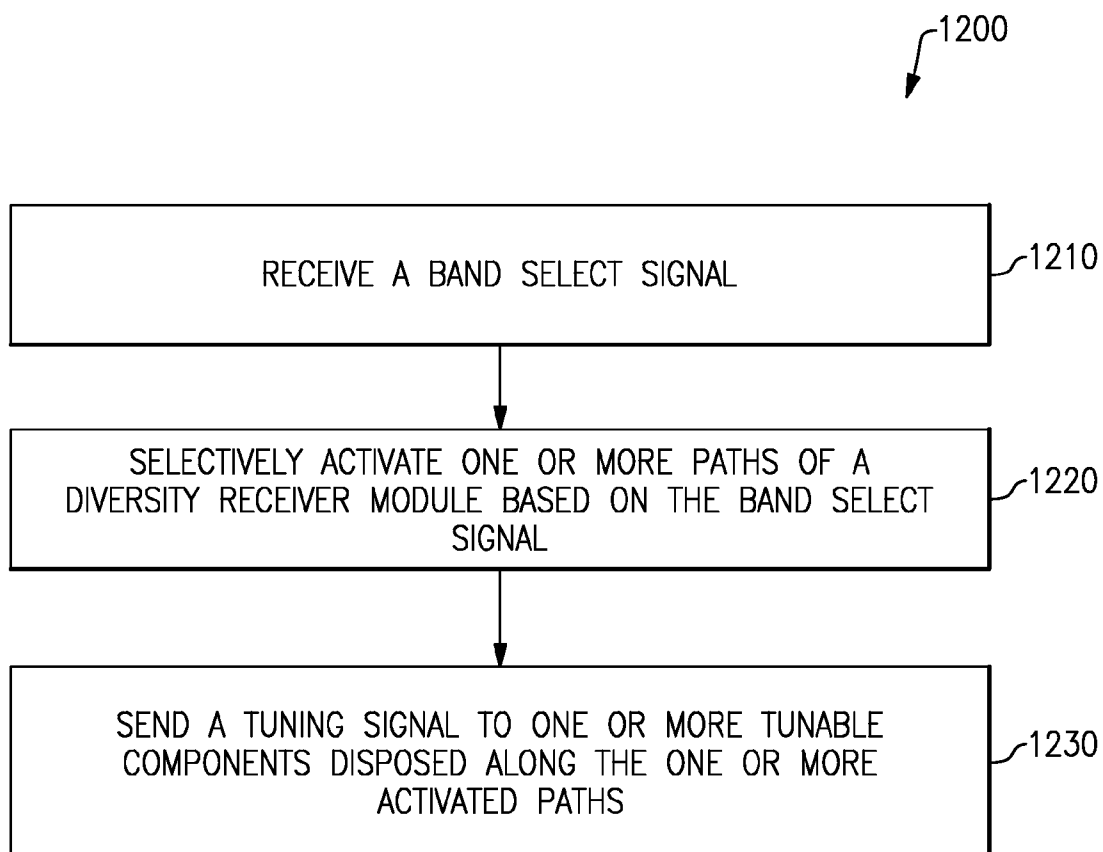 1200
RECEIVE A BAND SELECT SIGNAL
1210
SELECTIVELY ACTIVATE ONE OR MORE PATHS OF A
DIVERSITY RECEIVER MODULE BASED ON THE BAND SELECT
SIGNAL
1220
SEND A TUNING SIGNAL TO ONE OR MORE TUNABLE
COMPONENTS DISPOSED ALONG THE ONE OR MORE
ACTIVATED PATHS
1230